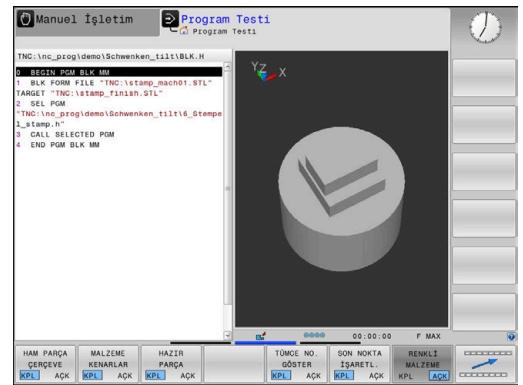 Manuel İşletim
Program Testi
Program Testi
TNC:\nc_prog\demo\Schwenken_tilt\BLK.H
0 BEGIN PGM BLK MM
1 BLK FORM FILE "TNC:\stamp_mach01.STL"
TARGET "TNC:\stamp_finish.STL"
2 SEL PGM
"TNC:\nc_prog\demo\Schwenken_tilt\6_Stempe
l_stamp.h"
3 CALL SELECTED PGM
4 END PGM BLK MM
Y Z X
00:00:00 F MAX
HAM PARÇA
ÇERÇEVE
KPL AÇK
MALZEME
KENARLAR
KPL AÇK
HAZIR
PARÇA
KPL AÇK
TÜMCE NO.
GÖSTER
KPL AÇK
SON NOKTA
İŞARETL.
KPL AÇK
RENKLİ
MALZEME
KPL AÇK